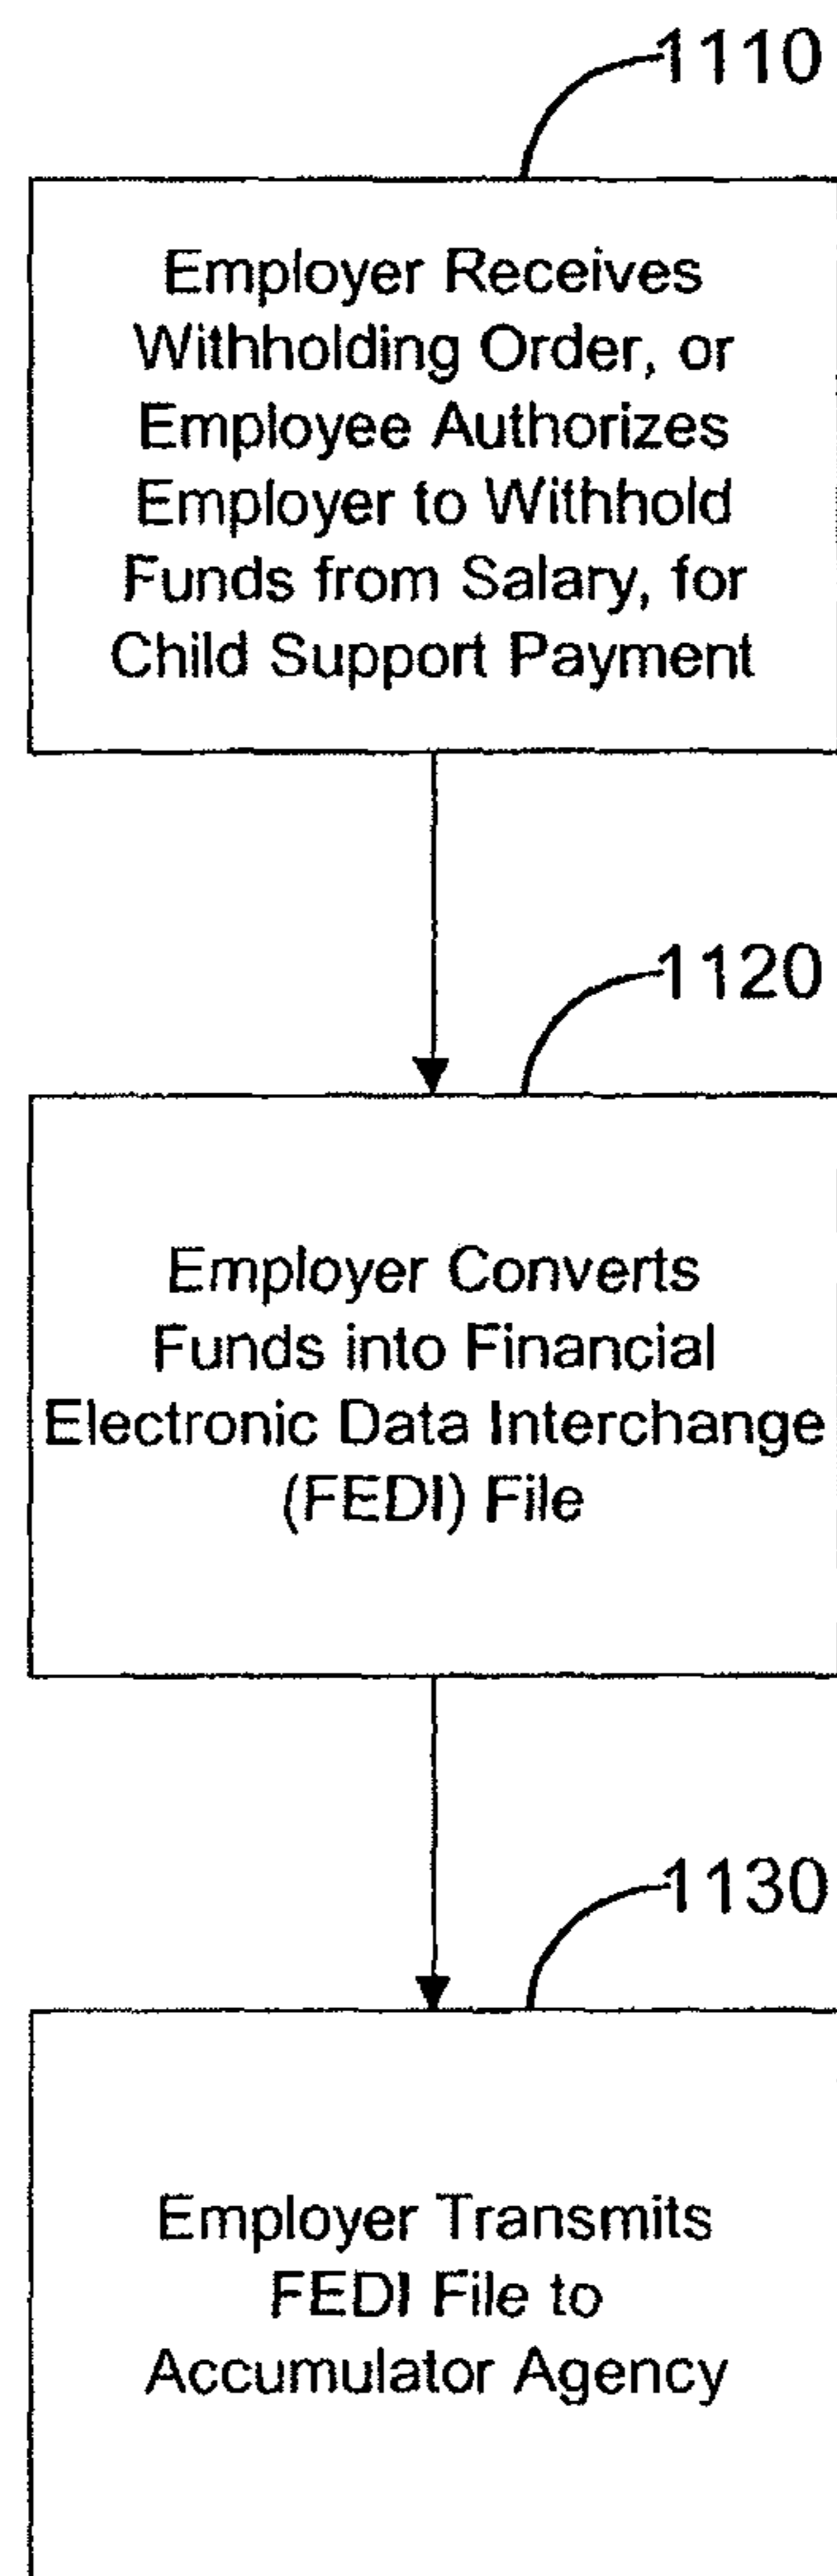 1110
Employer Receives
Withholding Order, or
Employee Authorizes
Employer to Withhold
Funds from Salary, for
Child Support Payment
1120
Employer Converts
Funds into Financial
Electronic Data Interchange
(FEDI) File
1130
Employer Transmits
FEDI File to
Accumulator Agency